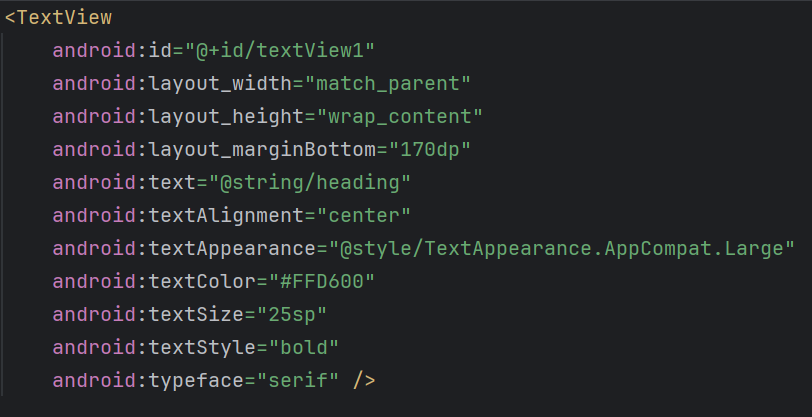 <TextView
android:id="@+id/textView1"
android:layout_width="match_parent"
android:layout_height="wrap_content"
android:layout_marginBottom="170dp"
android:text="@string/heading"
android:textAlignment="center"
android:textAppearance="@style/TextAppearance.AppCompat.Large"
android:textColor="#FFD600"
android:textSize="25sp"
android:textStyle="bold"
android:typeface="serif" />